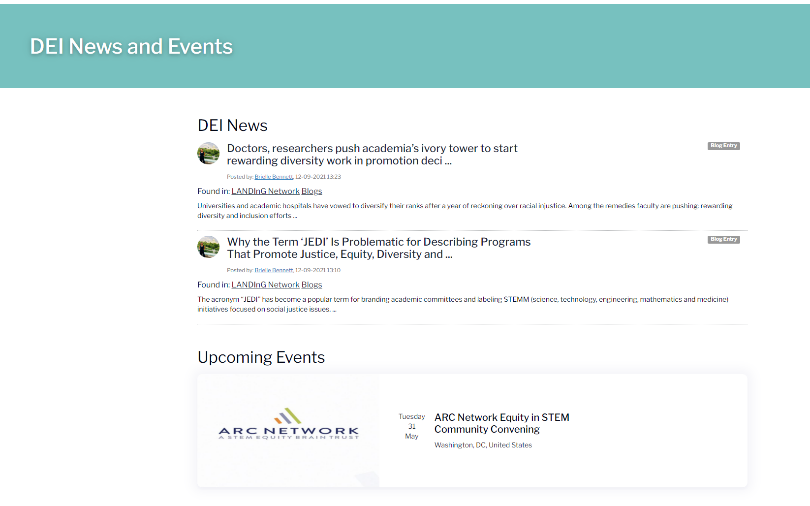 DEI News and Events
DEI News
Doctors, researchers push academia's ivory tower to start
rewarding diversity work in promotion deci ...
Blog Entry
Posted by: Brielle Bennett, 12-09-2021 13:23
Found in: LANDInG Network Blogs
Universities and academic hospitals have vowed to diversify their ranks after a year of reckoning over racial injustice. Among the remedies faculty are pushing: rewarding
diversity and inclusion efforts ...
Why the Term ‘JEDI’ Is Problematic for Describing Programs
That Promote Justice, Equity, Diversity and ...
Blog Entry
Posted by: Brielle Bennett, 12-09-2021 13:10
Found in: LANDInG Network Blogs
The acronym “JEDI” has become a popular term for branding academic committees and labeling STEMM (science, technology, engineering, mathematics and medicine)
initiatives focused on social justice issues. ...
Upcoming Events
ARC NETWORK
A STEM EQUITY BRAIN TRUST
Tuesday
31
May
ARC Network Equity in STEM
Community Convening
Washington, DC, United States